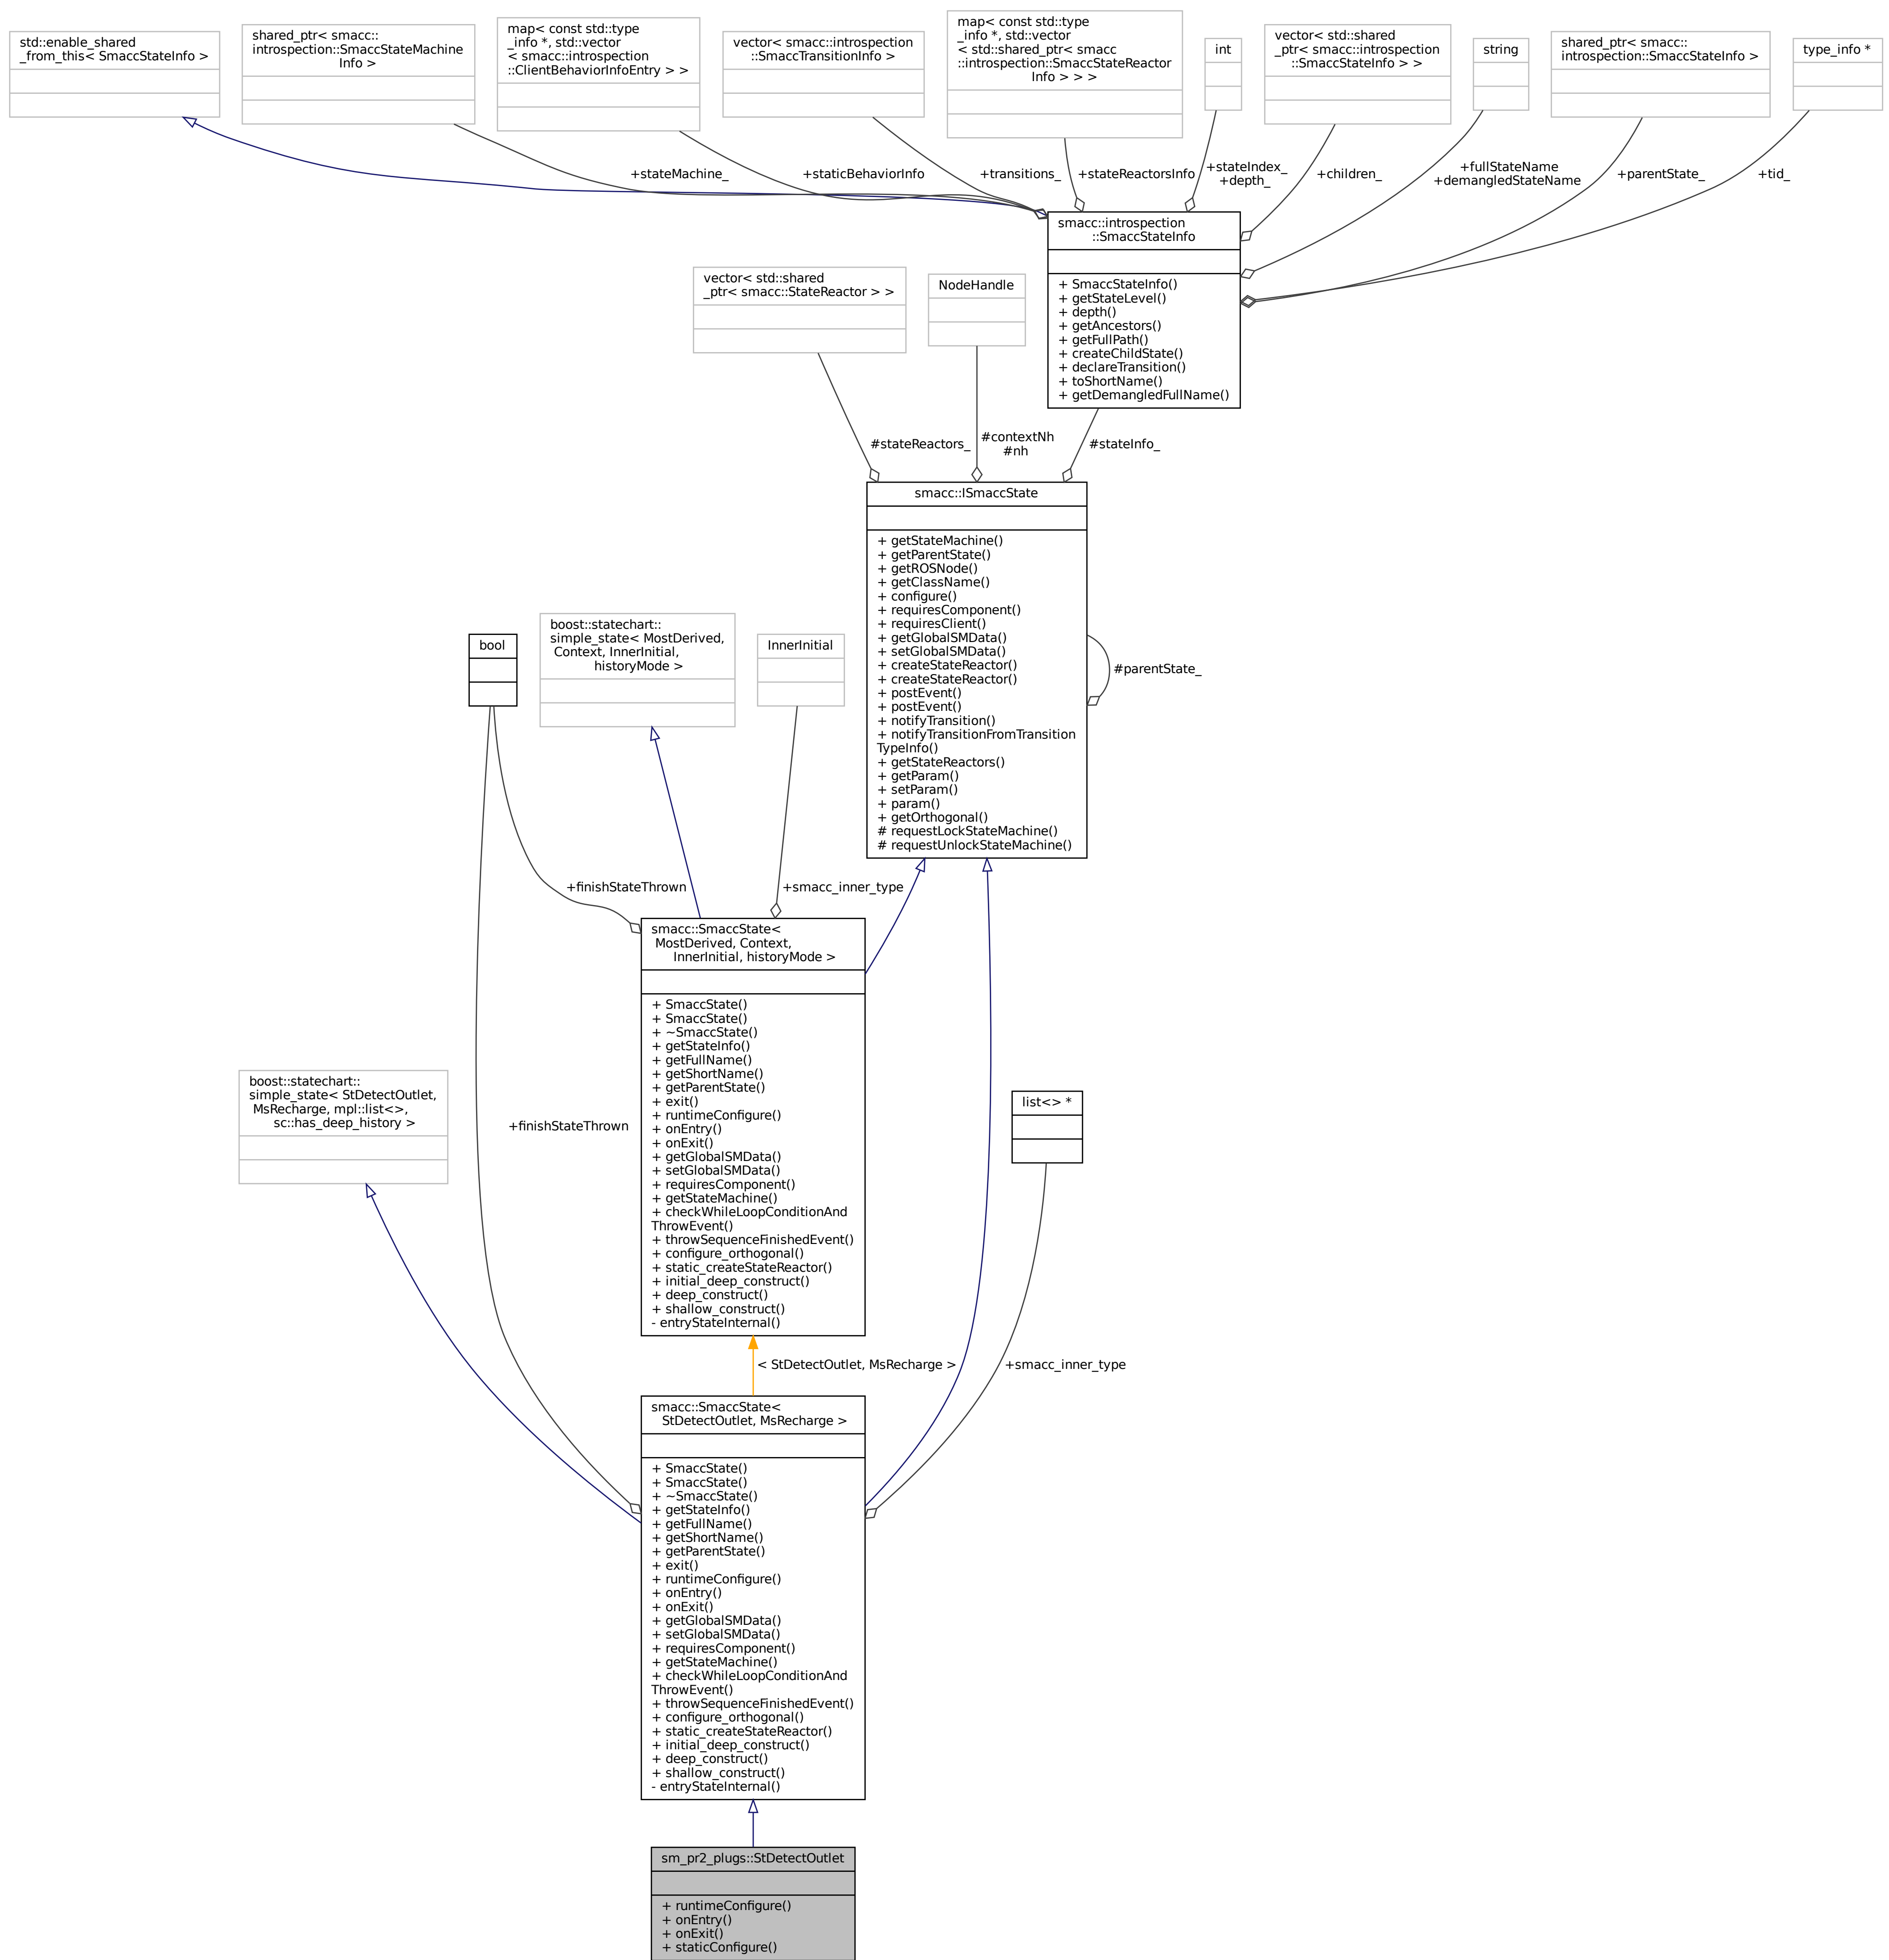 std::enable_shared
_from_this< SmaccStateInfo >
shared_ptr< smacc::
introspection::SmaccStateMachine
Info >
map< const std::type
_info *, std::vector
< smacc::introspection
::ClientBehaviorInfoEntry > >
vector< smacc::introspection
::SmaccTransitionInfo >
map< const std::type
_info *, std::vector
< std::shared_ptr< smacc
::introspection::SmaccStateReactor
Info > > >
int
vector< std::shared
_ptr< smacc::introspection
::SmaccStateInfo > >
string
shared_ptr< smacc::
introspection::SmaccStateInfo >
type_info *
+stateMachine_
+staticBehaviorInfo
+transitions_
+stateReactorsInfo
+stateIndex_
+depth_
+children_
+fullStateName
+demangledStateName
+parentState_
+tid_
smacc::introspection
::SmaccStateInfo
+ SmaccStateInfo()
+ getStateLevel()
+ depth()
+ getAncestors()
+ getFullPath()
+ createChildState()
+ declareTransition()
+ toShortName()
+ getDemangledFullName()
vector< std::shared
_ptr< smacc::StateReactor > >
NodeHandle
#stateReactors_
#contextNh
#nh
#stateInfo_
smacc::ISmaccState
+ getStateMachine()
+ getParentState()
+ getROSNode()
+ getClassName()
+ configure()
+ requiresComponent()
+ requiresClient()
+ getGlobalSMData()
+ setGlobalSMData()
+ createStateReactor()
+ createStateReactor()
+ postEvent()
+ postEvent()
+ notifyTransition()
+ notifyTransitionFromTransition
TypeInfo()
+ getStateReactors()
+ getParam()
+ setParam()
+ param()
+ getOrthogonal()
# requestLockStateMachine()
# requestUnlockStateMachine()
#parentState_
bool
boost::statechart::
simple_state< MostDerived,
Context, InnerInitial,
historyMode >
InnerInitial
+finishStateThrown
+smacc_inner_type
smacc::SmaccState<
MostDerived, Context,
InnerInitial, historyMode >
+ SmaccState()
+ SmaccState()
+ ~SmaccState()
+ getStateInfo()
+ getFullName()
+ getShortName()
+ getParentState()
+ exit()
+ runtimeConfigure()
+ onEntry()
+ onExit()
+ getGlobalSMData()
+ setGlobalSMData()
+ requiresComponent()
+ getStateMachine()
+ checkWhileLoopConditionAnd
ThrowEvent()
+ throwSequenceFinishedEvent()
+ configure_orthogonal()
+ static_createStateReactor()
+ initial_deep_construct()
+ deep_construct()
+ shallow_construct()
- entryStateInternal()
boost::statechart::
simple_state< StDetectOutlet,
MsRecharge, mpl::list<>,
sc::has_deep_history >
+finishStateThrown
list<> *
< StDetectOutlet, MsRecharge >
+smacc_inner_type
smacc::SmaccState<
StDetectOutlet, MsRecharge >
+ SmaccState()
+ SmaccState()
+ ~SmaccState()
+ getStateInfo()
+ getFullName()
+ getShortName()
+ getParentState()
+ exit()
+ runtimeConfigure()
+ onEntry()
+ onExit()
+ getGlobalSMData()
+ setGlobalSMData()
+ requiresComponent()
+ getStateMachine()
+ checkWhileLoopConditionAnd
ThrowEvent()
+ throwSequenceFinishedEvent()
+ configure_orthogonal()
+ static_createStateReactor()
+ initial_deep_construct()
+ deep_construct()
+ shallow_construct()
- entryStateInternal()
sm_pr2_plugs::StDetectOutlet
+ runtimeConfigure()
+ onEntry()
+ onExit()
+ staticConfigure()